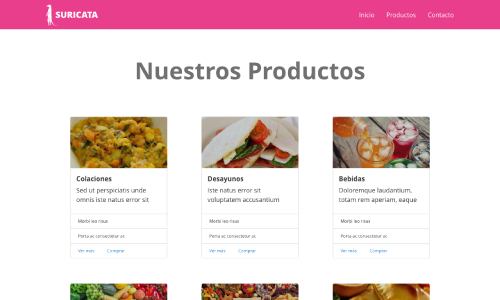 SURICATA
Inicio Productos Contacto
Nuestros Productos
Colaciones
Sed ut perspiciatis unde
omnis iste natus error sit
Morbi leo risus
Porta ac consectetur ac
Ver más Comprar
Desayunos
Iste natus error sit
voluptatem accusantium
Morbi leo risus
Porta ac consectetur ac
Ver más Comprar
Bebidas
Doloremque laudantium,
totam rem aperiam, eaque
Morbi leo risus
Porta ac consectetur ac
Ver más Comprar